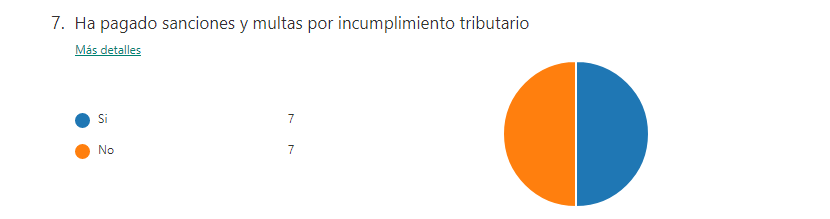 7. Ha pagado sanciones y multas por incumplimiento tributario
Más detalles
Si 7
No 7